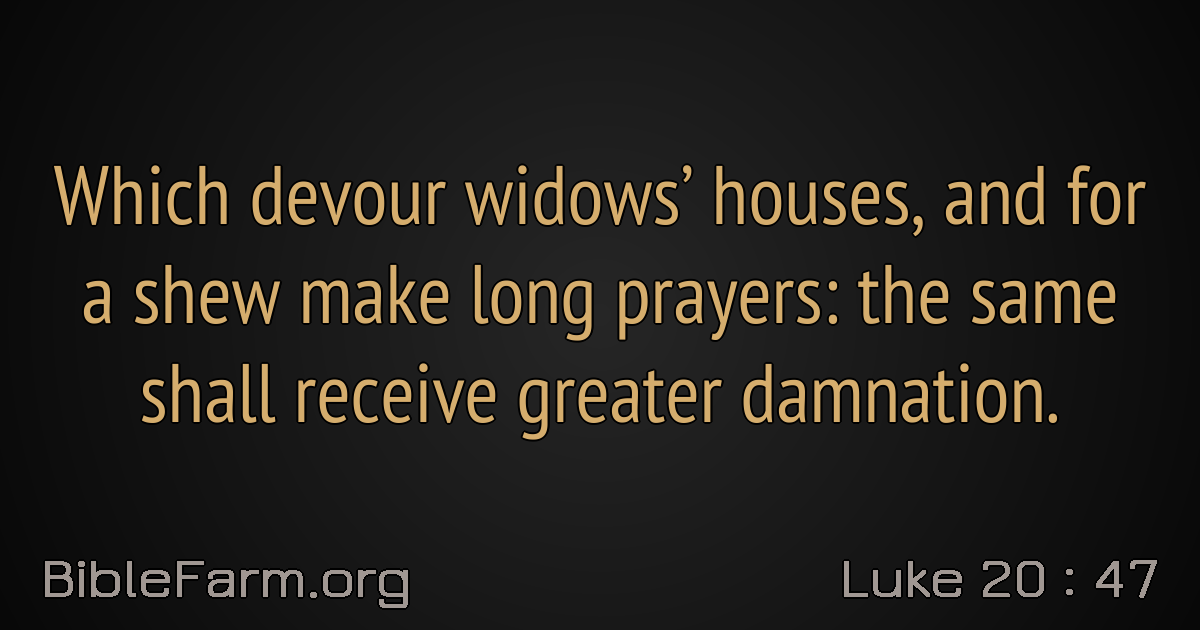 Which devour widows’ houses, and for
a shew make long prayers: the same
shall receive greater damnation.
BibleFarm.org
Luke 20 : 47